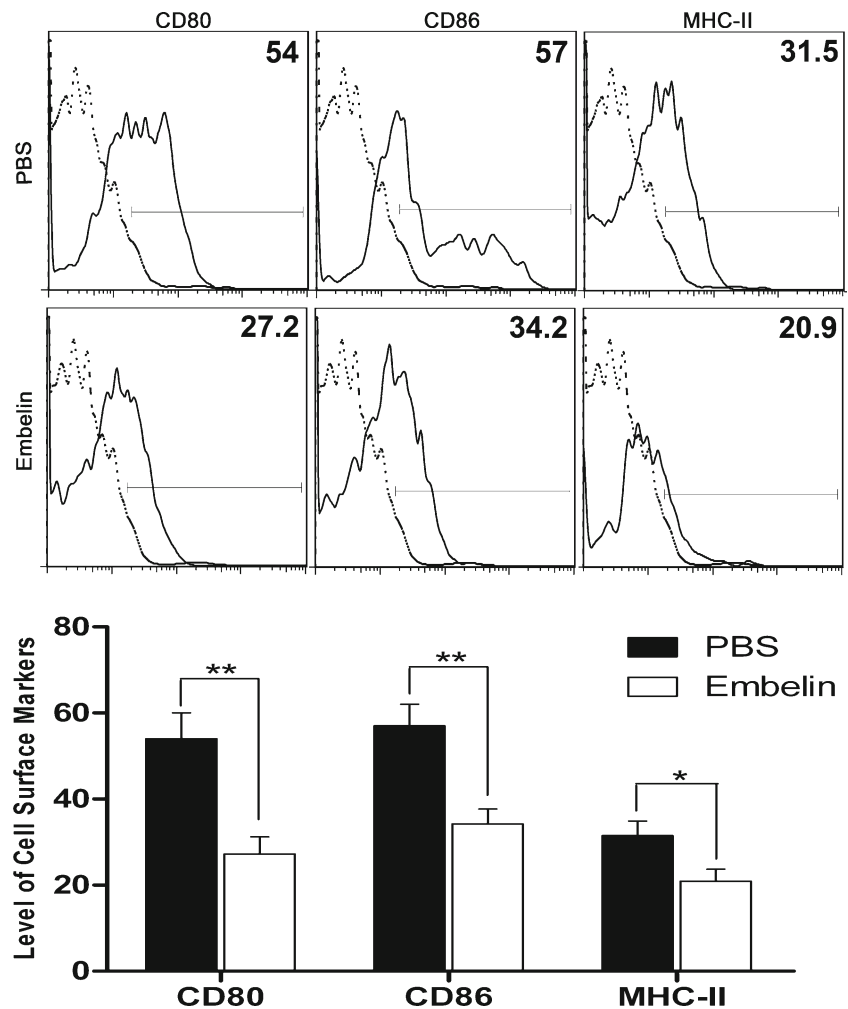 CD80 CD86 MHC-II
PBS
54 57 31.5
Embelin
27.2 34.2 20.9
Level of Cell Surface Markers
80
60
40
20
0
** ** *
PBS
Embelin
CD80 CD86 MHC-II